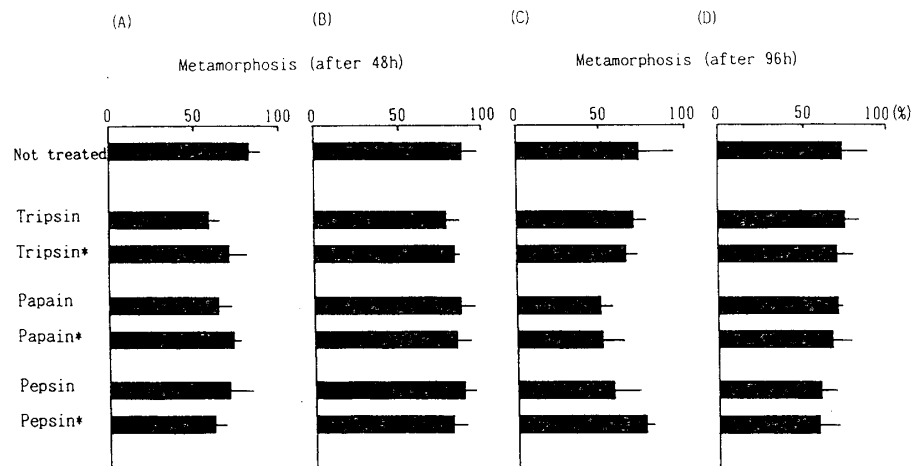 (A) (B) (C) (D)
Metamorphosis (after 48h) Metamorphosis (after 96h)
0 50 100 0 50 100 0 50 100 0 50 100 (%)
Not treated
Tripsin
Tripsin*
Papain
Papain*
Pepsin
Pepsin*